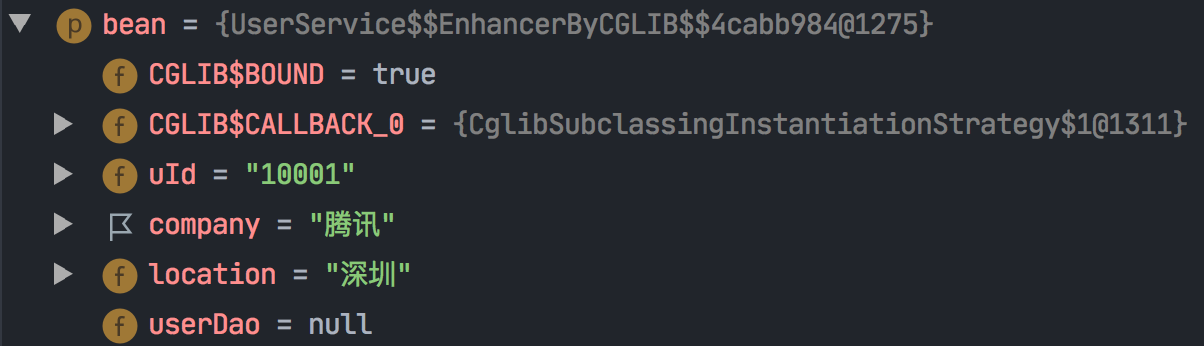 p bean = {UserService$$EnhancerByCGLIB$$4cabb984@1275}
f CGLIB$BOUND = true
f CGLIB$CALLBACK_0 = {CglibSubclassingInstantiationStrategy$1@1311}
f uId = "10001"
company = "腾讯"
f location = "深圳"
f userDao = null